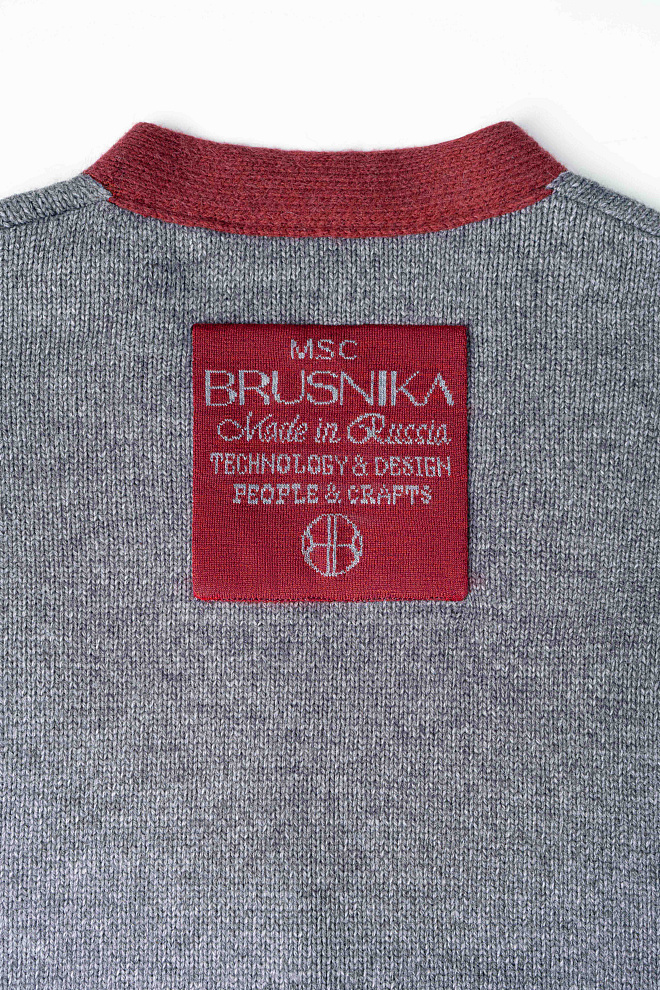 MSC
BRUSNIKA
Made in Russia
TECHNOLOGY & DESIGN
PEOPLE & CRAFTS